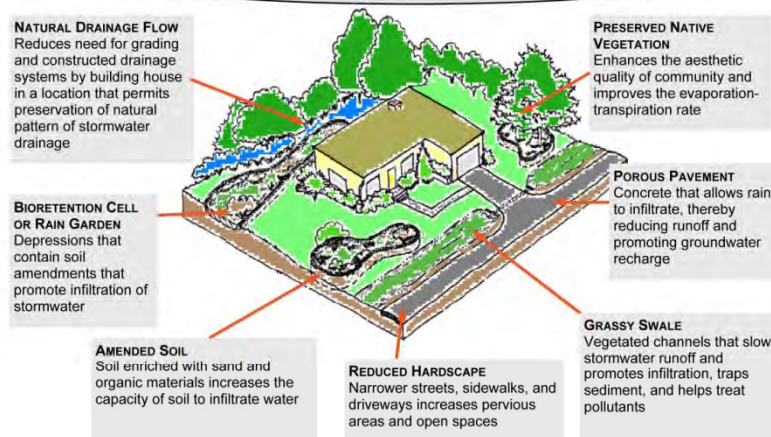 NATURAL DRAINAGE FLOW
Reduces need for grading
and constructed drainage
systems by building house
in a location that permits
preservation of natural
pattern of stormwater
drainage
PRESERVED NATIVE
VEGETATION
Enhances the aesthetic
quality of community and
improves the evaporation-
transpiration rate
BIORETENTION CELL
OR RAIN GARDEN
Depressions that
contain soil
amendments that
promote infiltration of
stormwater
POROUS PAVEMENT
Concrete that allows rain
to infiltrate, thereby
reducing runoff and
promoting groundwater
recharge
AMENDED SOIL
Soil enriched with sand and
organic materials increases the
capacity of soil to infiltrate water
REDUCED HARDSCAPE
Narrower streets, sidewalks, and
driveways increases pervious
areas and open spaces
GRASSY SWALE
Vegetated channels that slow
stormwater runoff and
promotes infiltration, traps
sediment, and helps treat
pollutants